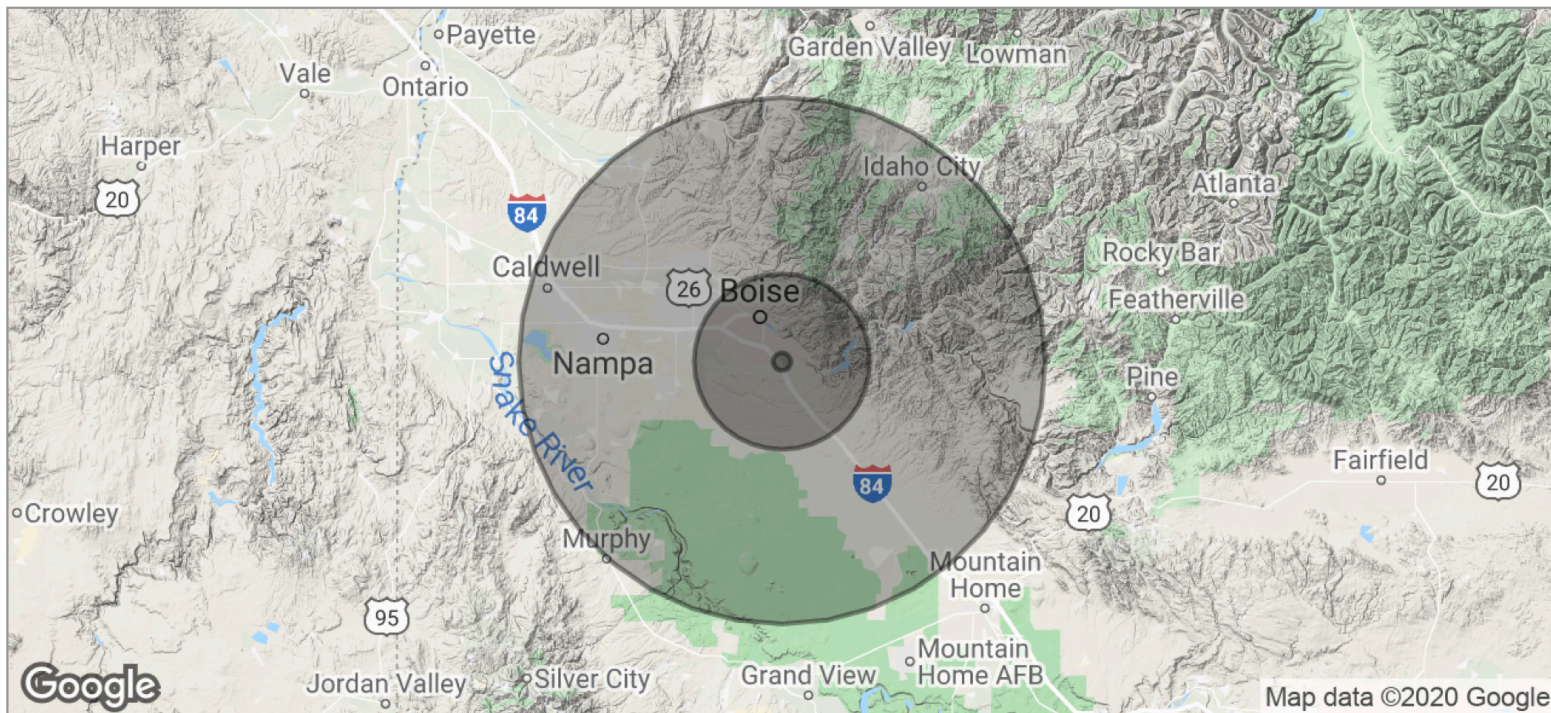 Payette
Garden Valley
Lowman
Vale
Ontario
Harper
20
Idaho City
Atlanta
84
Rocky Bar
Caldwell
26
Boise
Featherville
Nampa
Snake River
Pine
Fairfield
84
20
20
Crowley
Murphy
Mountain
Home
95
Mountain
Home AFB
Grand View
Silver City
Jordan Valley
Google
Map data ©2020 Google